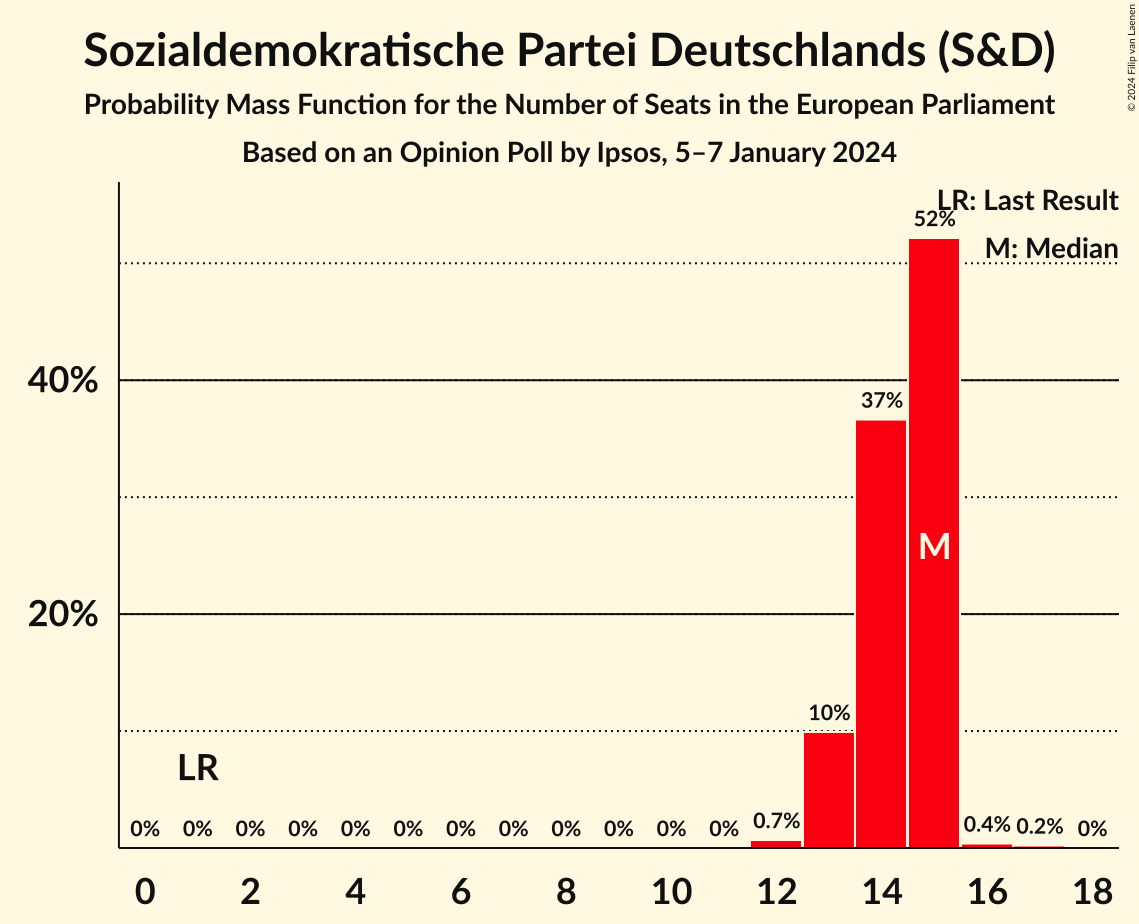 Sozialdemokratische Partei Deutschlands (S&D)
Probability Mass Function for the Number of Seats in the European Parliament
Based on an Opinion Poll by Ipsos, 5–7 January 2024
© 2024 Filip van Laenen
LR: Last Result
52%
M: Median
40%
37%
M
20%
10%
LR
0% 0% 0% 0% 0% 0% 0% 0% 0% 0% 0% 0% 0.7% 0.4% 0.2% 0%
0 2 4 6 8 10 12 14 16 18